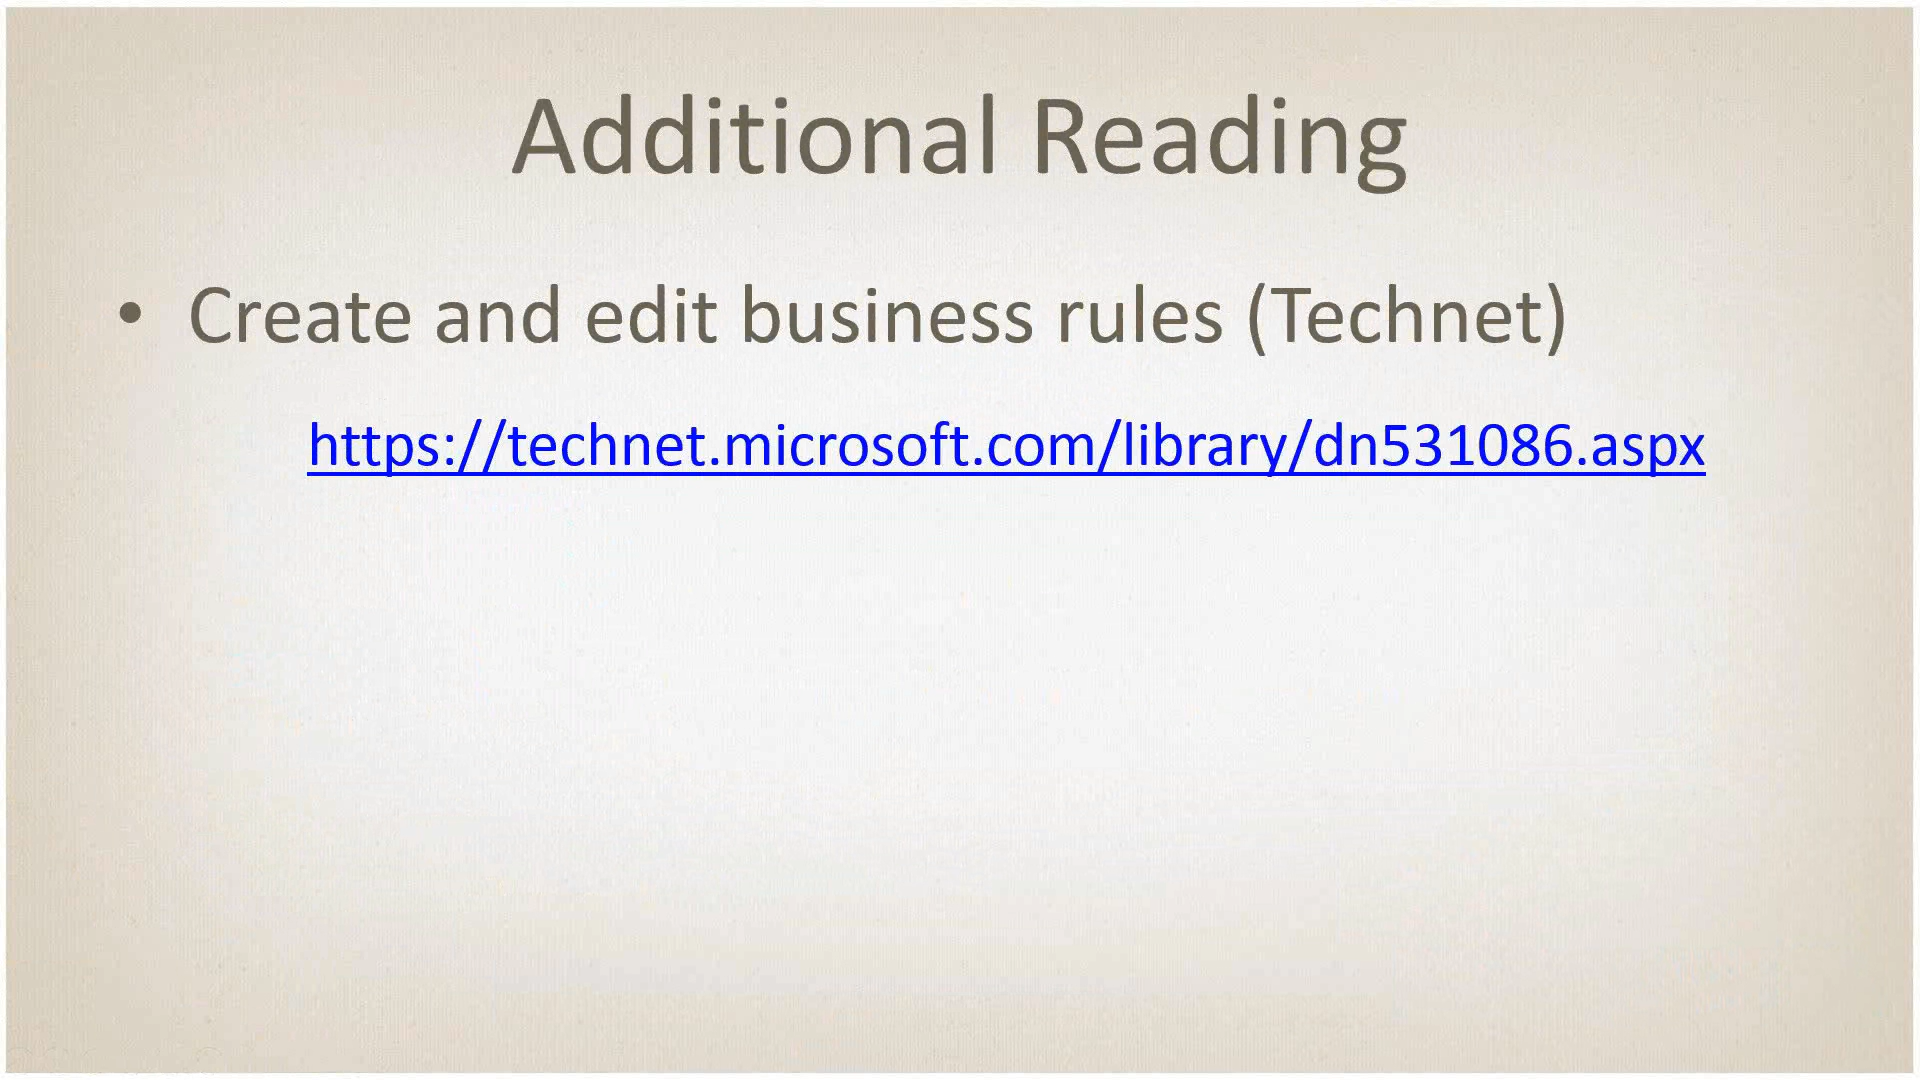 Additional Reading
• Create and edit business rules (Technet)
https://technet.microsoft.com/library/dn531086.aspx